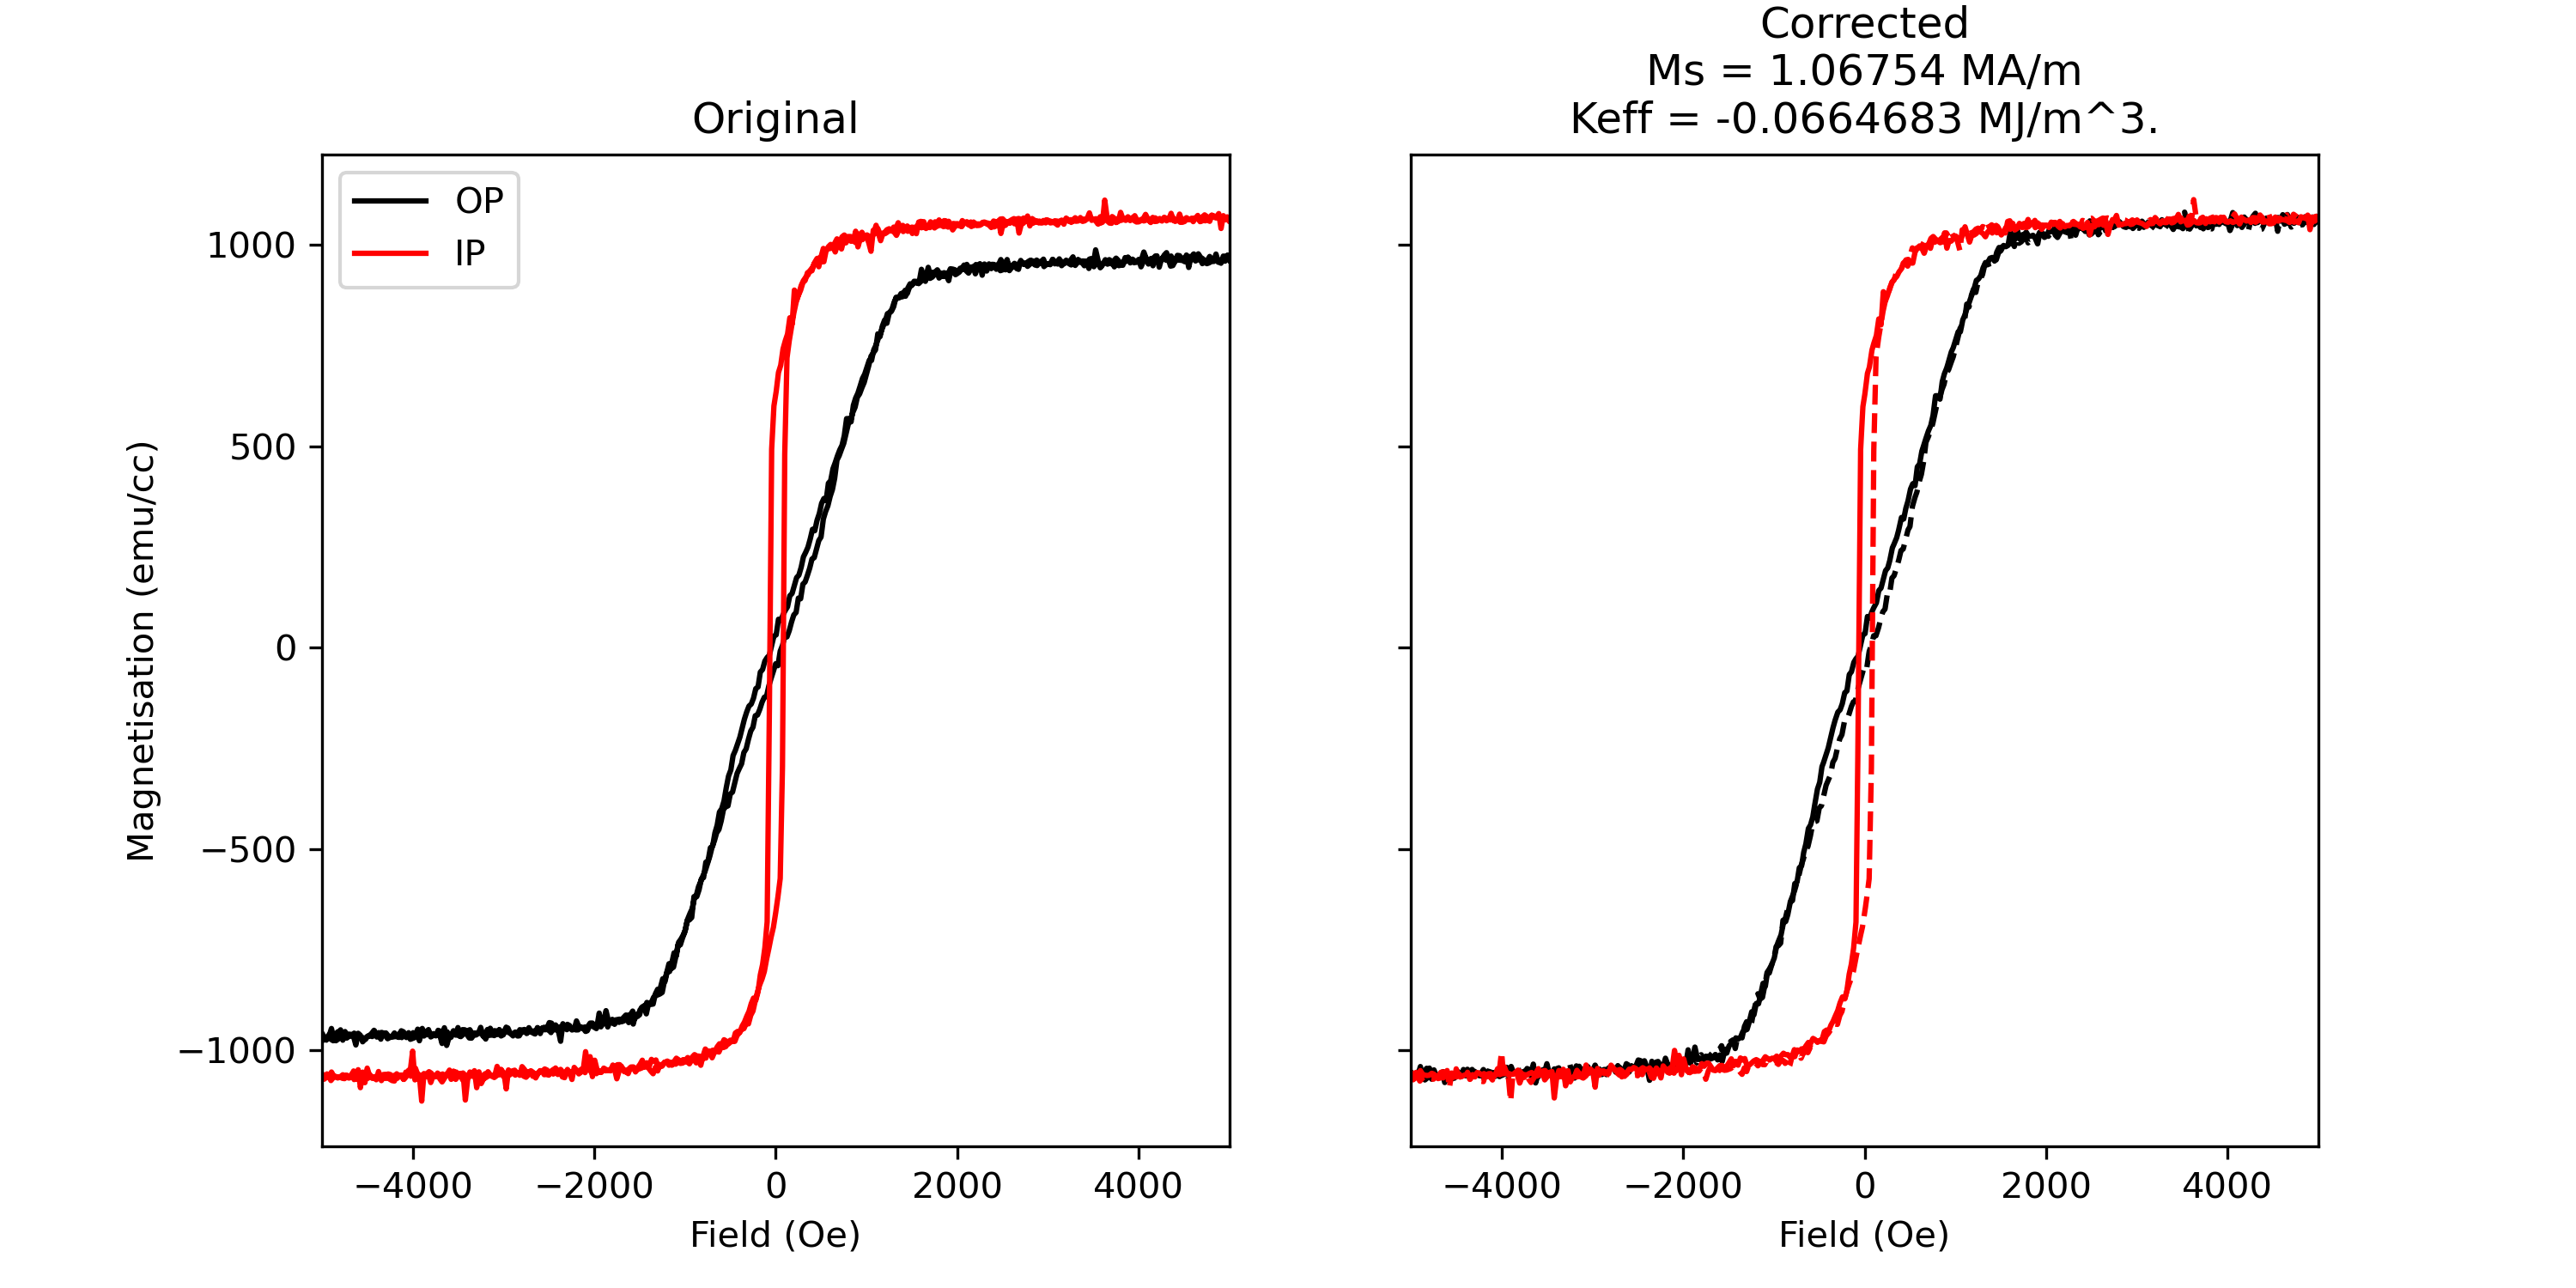 Original
OP
IP
1000
500
0
−500
−1000
Magnetisation (emu/cc)
−4000 −2000 0 2000 4000
Field (Oe)
Corrected
Ms = 1.06754 MA/m
Keff = -0.0664683 MJ/m^3.
−4000 −2000 0 2000 4000
Field (Oe)